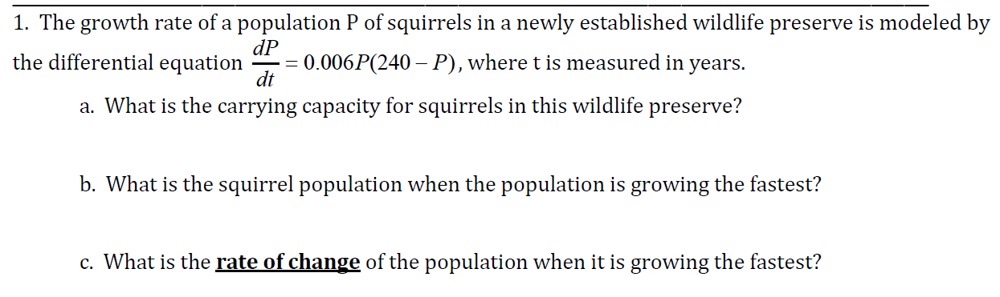 1. The growth rate of a population P of squirrels in a newly established wildlife preserve is modeled by
the differential equation dP/dt = 0.006P(240 – P), where t is measured in years.
a. What is the carrying capacity for squirrels in this wildlife preserve?
b. What is the squirrel population when the population is growing the fastest?
c. What is the rate of change of the population when it is growing the fastest?